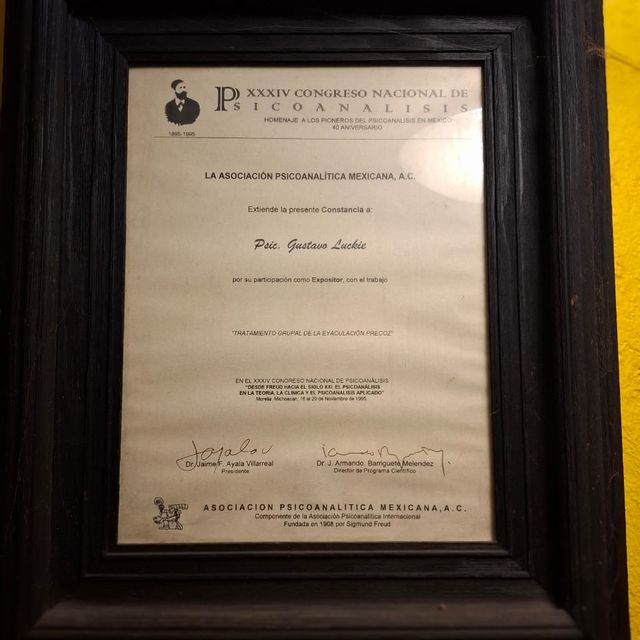 XXXIV CONGRESO NACIONAL DE
PSICOANALISIS
HOMENAJE A LOS PIONEROS DEL PSICOANALISIS EN MEXICO
40 ANIVERSARIO
1895-1995
LA ASOCIACIÓN PSICOANALÍTICA MEXICANA, A.C.
Extiende la presente Constancia a:
Psic. Gustavo Luckie
por su participación como Expositor, con el trabajo
"TRATAMIENTO GRUPAL DE LA EYACULACIÓN PRECOZ"
EN EL XXXIV CONGRESO NACIONAL DE PSICOANÁLISIS
"DESDE FREUD HACIA EL SIGLO XXI. EL PSICOANÁLISIS
EN LA TEORIA, LA CLINICA Y EL PSICOANALISIS APLICADO"
Morelia, Michoacan, 16 al 20 de Noviembre de 1995.
Dr. Jaime F. Ayala Villarreal
Presidente
Dr. J. Armando. Barriguete Melendez
Director de Programa Científico
ASOCIACION PSICOANALITICA MEXICANA, A.C.
Componente de la Asociación Psicoanalítica Internacional
Fundada en 1908 por Sigmund Freud